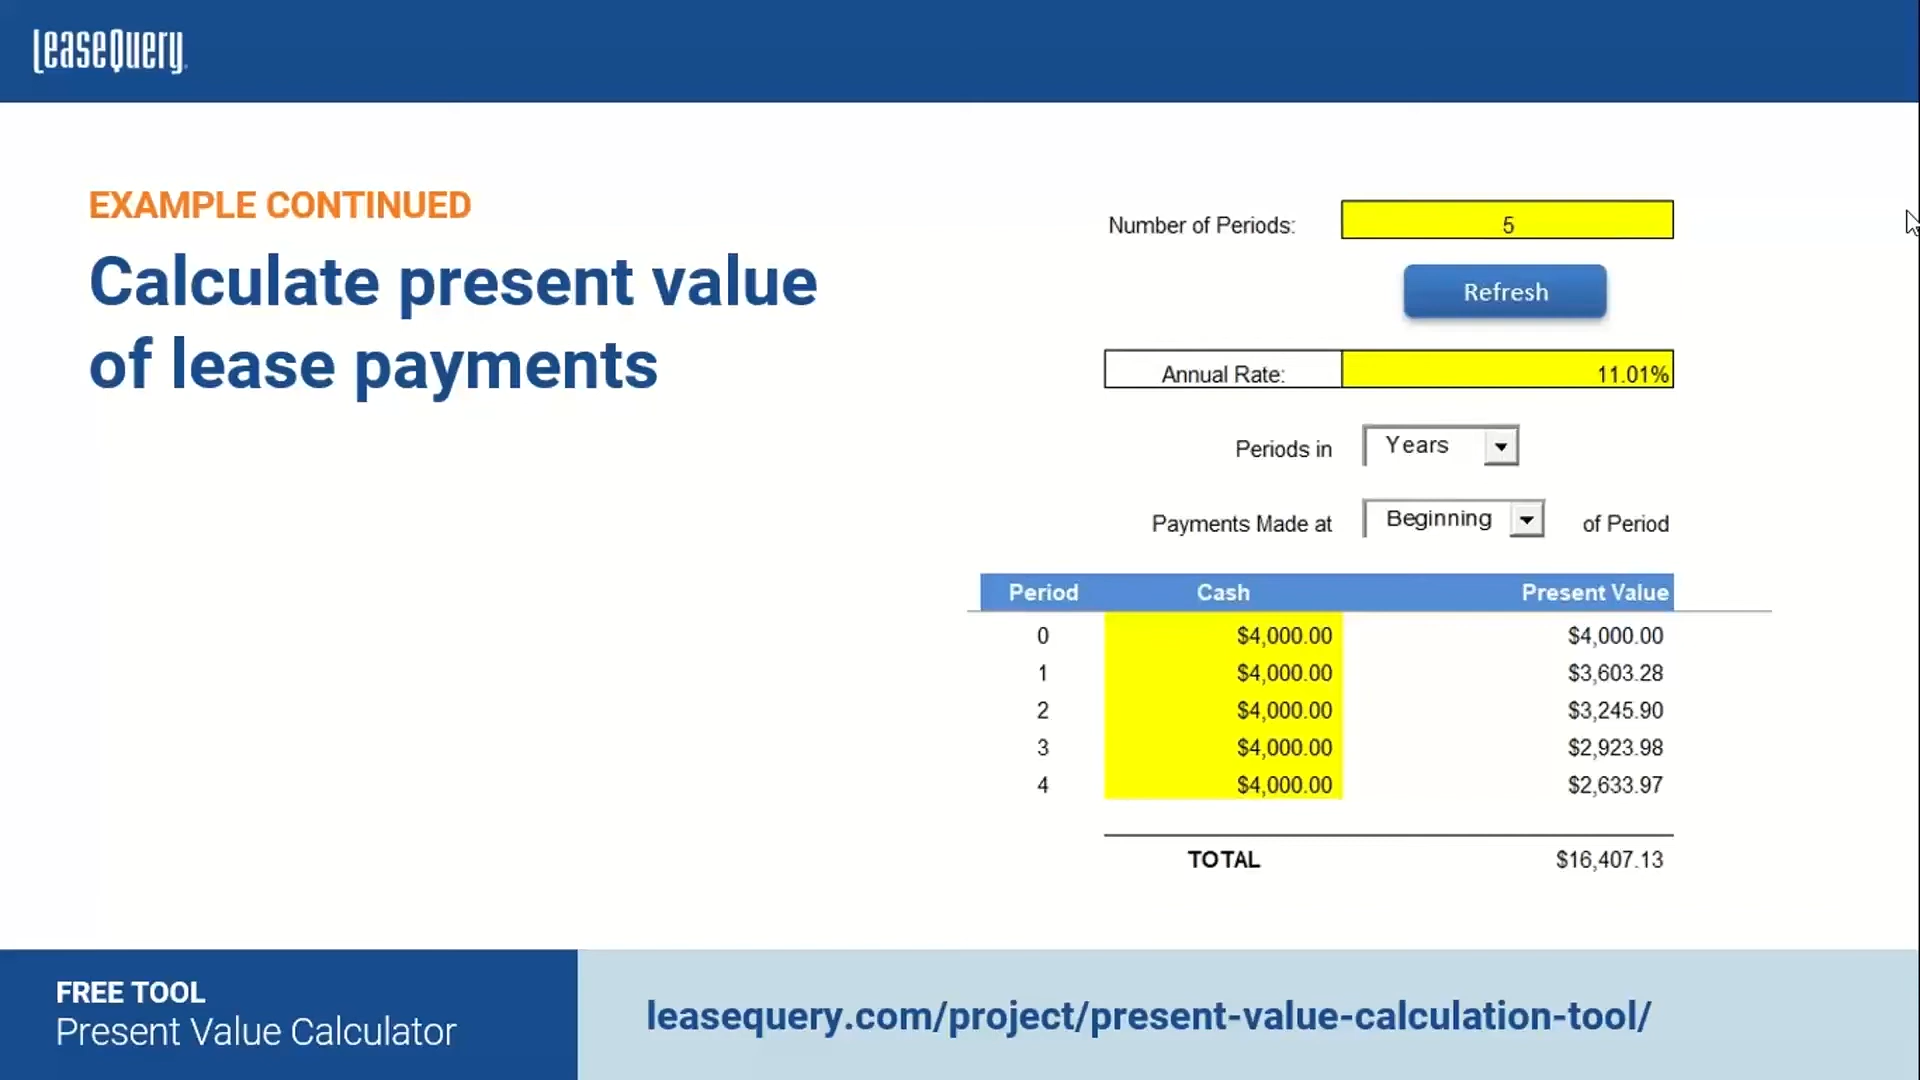 LeaseQuery
EXAMPLE CONTINUED
Calculate present value
of lease payments
Number of Periods: 5
Refresh
Annual Rate: 11.01%
Periods in Years
Payments Made at Beginning of Period
Period Cash Present Value
0 $4,000.00 $4,000.00
1 $4,000.00 $3,603.28
2 $4,000.00 $3,245.90
3 $4,000.00 $2,923.98
4 $4,000.00 $2,633.97
TOTAL $16,407.13
FREE TOOL
Present Value Calculator
leasequery.com/project/present-value-calculation-tool/